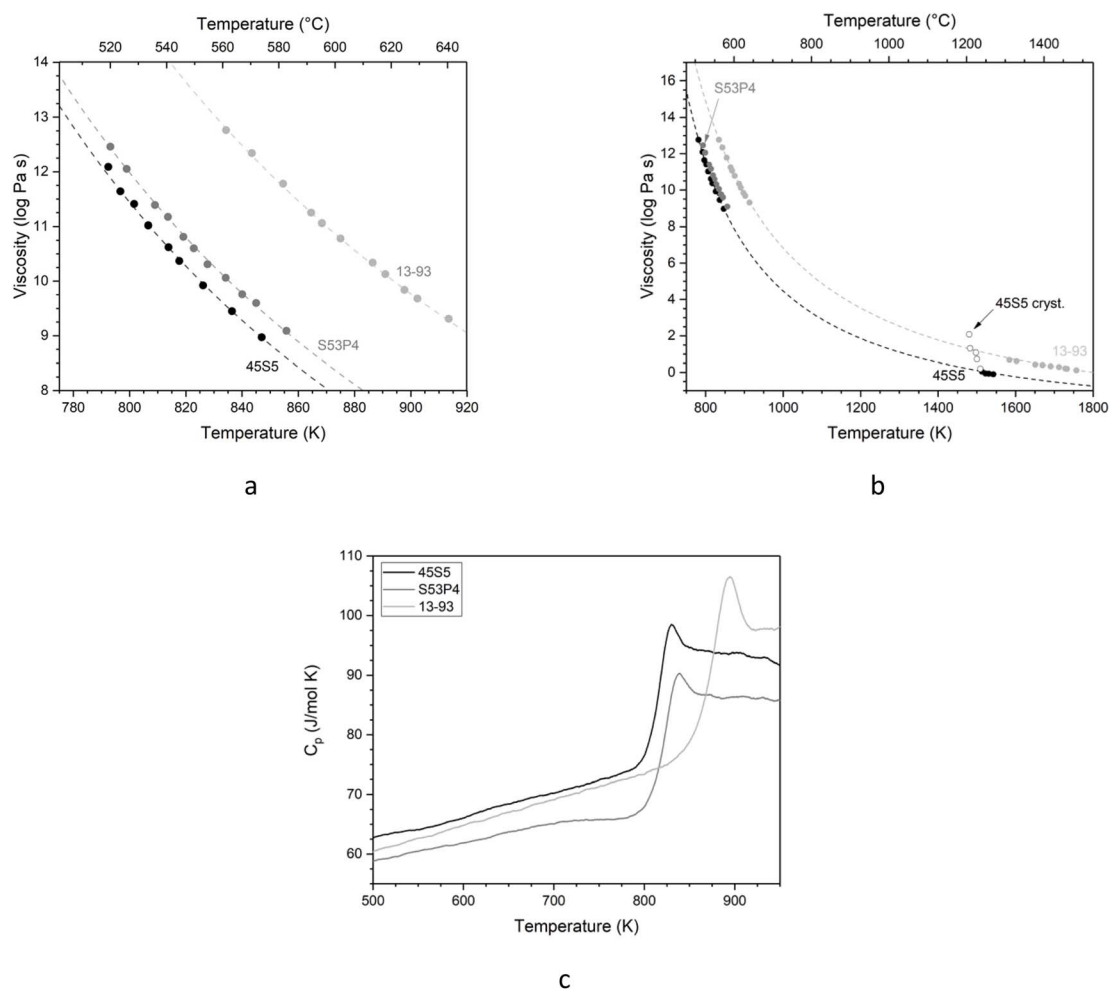 Temperature (°C)
520 540 560 580 600 620 640
14
13
12
11
10
9
8
Viscosity (log Pa s)
13-93
S53P4
45S5
780 800 820 840 860 880 900 920
Temperature (K)
a
Temperature (°C)
600 800 1000 1200 1400
16
14
12
10
8
6
4
2
0
Viscosity (log Pa s)
S53P4
45S5 cryst.
13-93
45S5
800 1000 1200 1400 1600 1800
Temperature (K)
b
110
100
90
80
70
60
Cp (J/mol K)
45S5
S53P4
13-93
500 600 700 800 900
Temperature (K)
c